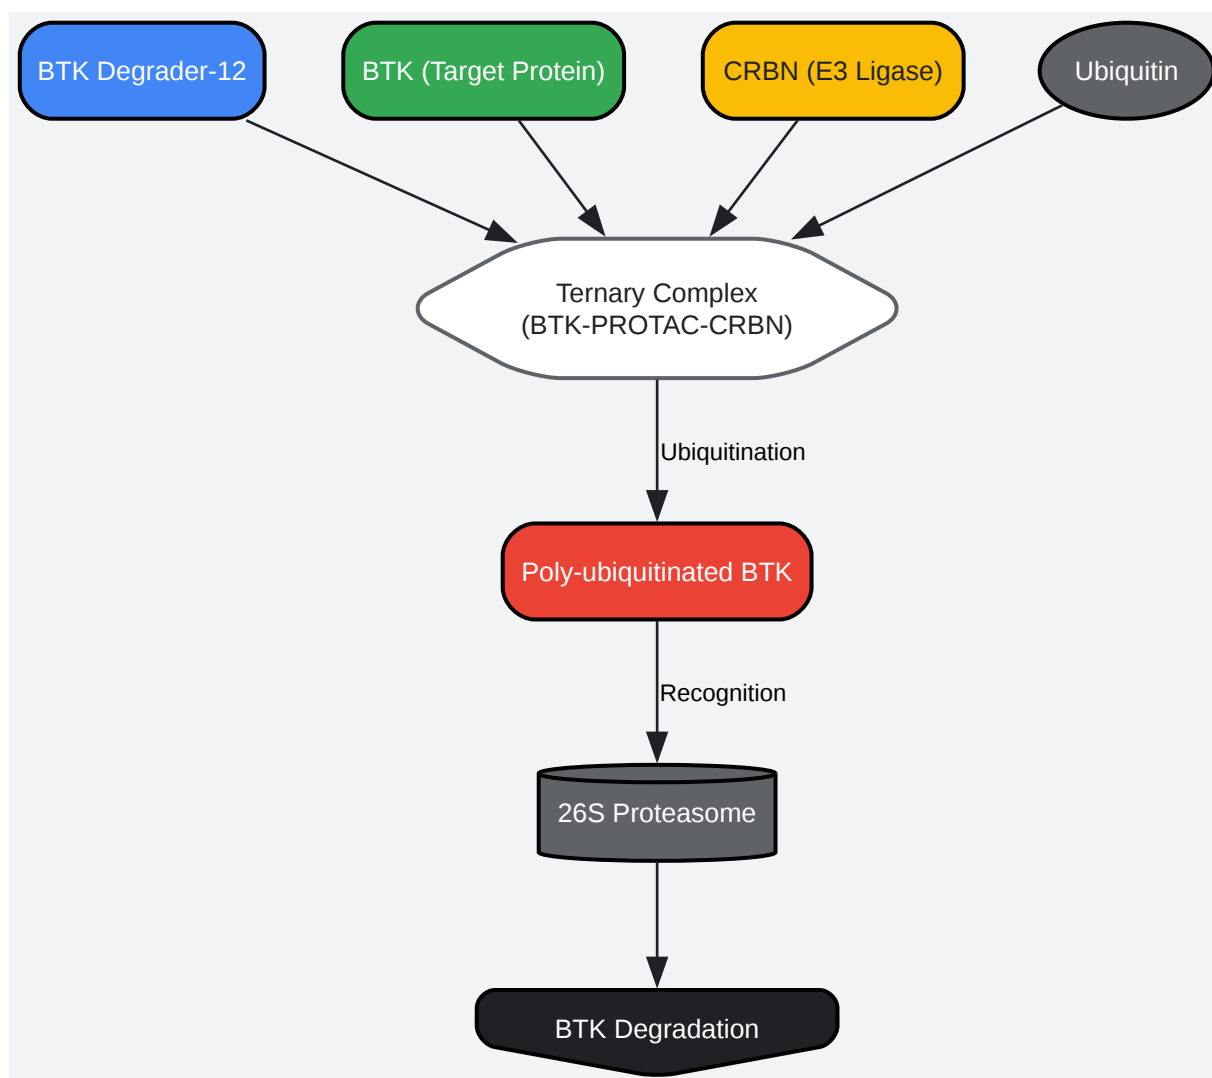 BTK Degrader-12
BTK (Target Protein)
CRBN (E3 Ligase)
Ubiquitin
Ternary Complex
(BTK-PROTAC-CRBN)
Ubiquitination
Poly-ubiquitinated BTK
Recognition
26S Proteasome
BTK Degradation